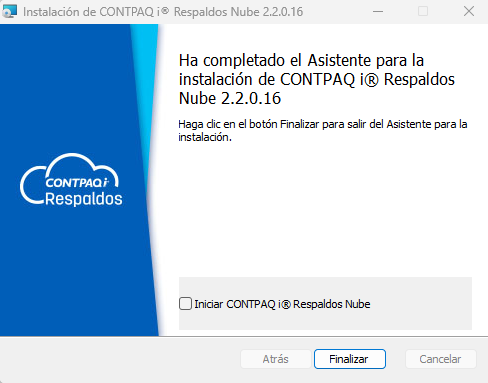 Instalación de CONTPAQ i® Respaldos Nube 2.2.0.16
Ha completado el Asistente para la
instalación de CONTPAQ i® Respaldos
Nube 2.2.0.16
Haga clic en el botón Finalizar para salir del Asistente para la
instalación.
CONTPAQi®
Respaldos
Iniciar CONTPAQ i® Respaldos Nube
Atrás
Finalizar
Cancelar